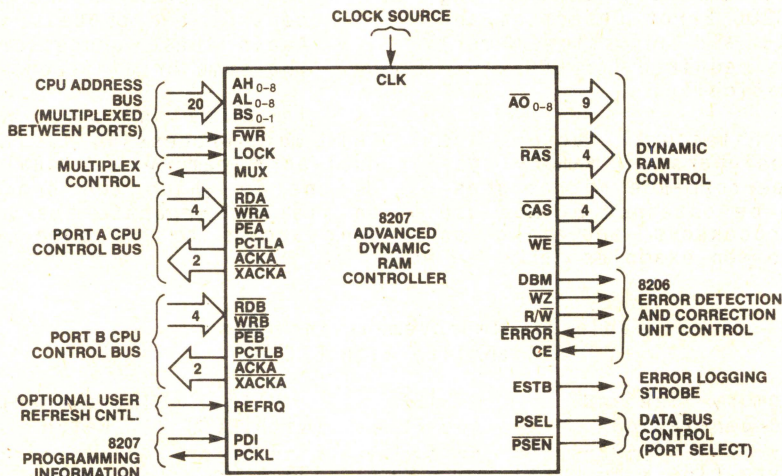 CLOCK SOURCE
CLK
CPU ADDRESS
BUS
(MULTIPLEXED
BETWEEN PORTS)
20
AH0–8
AL0–8
BS0–1
FWR
LOCK
MULTIPLEX
CONTROL
MUX
PORT A CPU
CONTROL BUS
4
2
RDA
WRA
PEA
PCTLA
ACKA
XACKA
PORT B CPU
CONTROL BUS
4
2
RDB
WRB
PEB
PCTLB
ACKA
XACKA
OPTIONAL USER
REFRESH CNTL.
REFRQ
8207
PROGRAMMING
INFORMATION
PDI
PCKL
8207
ADVANCED
DYNAMIC
RAM
CONTROLLER
AO0–8
9
RAS
4
CAS
4
WE
DYNAMIC
RAM
CONTROL
DBM
WZ
R/W
ERROR
CE
8206
ERROR DETECTION
AND CORRECTION
UNIT CONTROL
ESTB
ERROR LOGGING
STROBE
PSEL
PSEN
DATA BUS
CONTROL
(PORT SELECT)